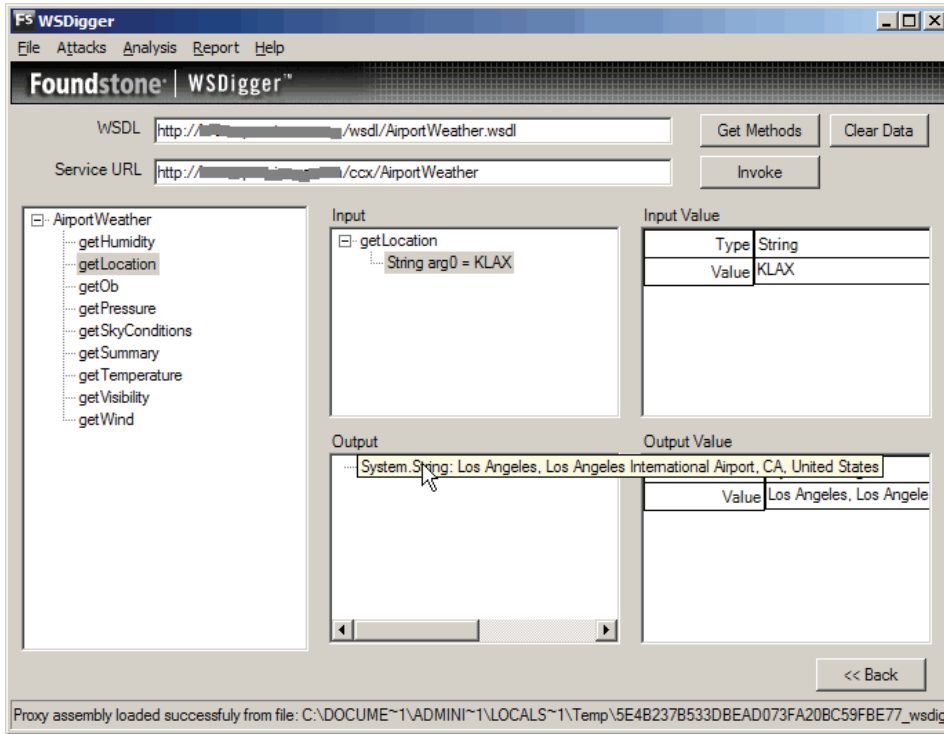 FS WSDigger
File Attacks Analysis Report Help
Foundstone | WSDigger™
WSDL http:// /wsdl/AirportWeather.wsdl Get Methods Clear Data
Service URL http:// /ccx/AirportWeather Invoke
AirportWeather
getHumidity
getLocation
getOb
getPressure
getSkyConditions
getSummary
getTemperature
getVisibility
getWind
Input
getLocation
String arg0 = KLAX
Input Value
Type String
Value KLAX
Output
System.String: Los Angeles, Los Angeles International Airport, CA, United States
Output Value
Value Los Angeles, Los Angele
<< Back
Proxy assembly loaded successfuly from file: C:\DOCUME~1\ADMINI~1\LOCALS~1\Temp\5E4B237B533DBEAD073FA20BC59FBE77_wsdig